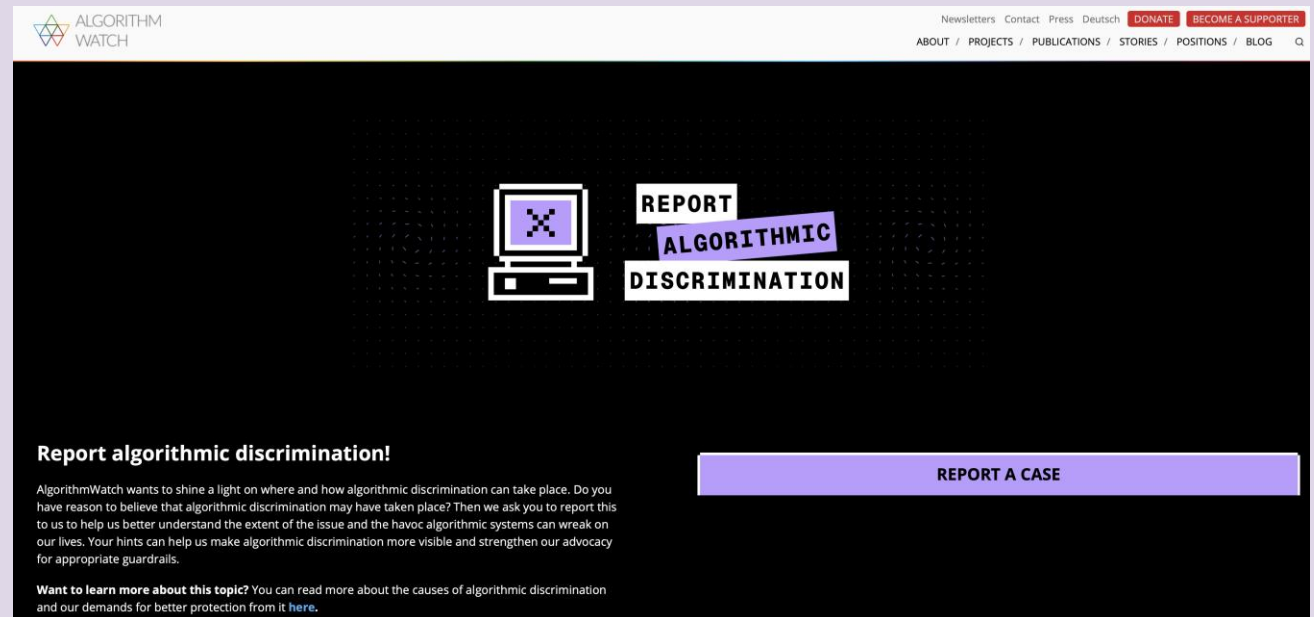 ALGORITHM
WATCH
Newsletters Contact Press Deutsch DONATE BECOME A SUPPORTER
ABOUT / PROJECTS / PUBLICATIONS / STORIES / POSITIONS / BLOG
REPORT
ALGORITHMIC
DISCRIMINATION
Report algorithmic discrimination!
AlgorithmWatch wants to shine a light on where and how algorithmic discrimination can take place. Do you
have reason to believe that algorithmic discrimination may have taken place? Then we ask you to report this
to us to help us better understand the extent of the issue and the havoc algorithmic systems can wreak on
our lives. Your hints can help us make algorithmic discrimination more visible and strengthen our advocacy
for appropriate guardrails.
Want to learn more about this topic? You can read more about the causes of algorithmic discrimination
and our demands for better protection from it here.
REPORT A CASE